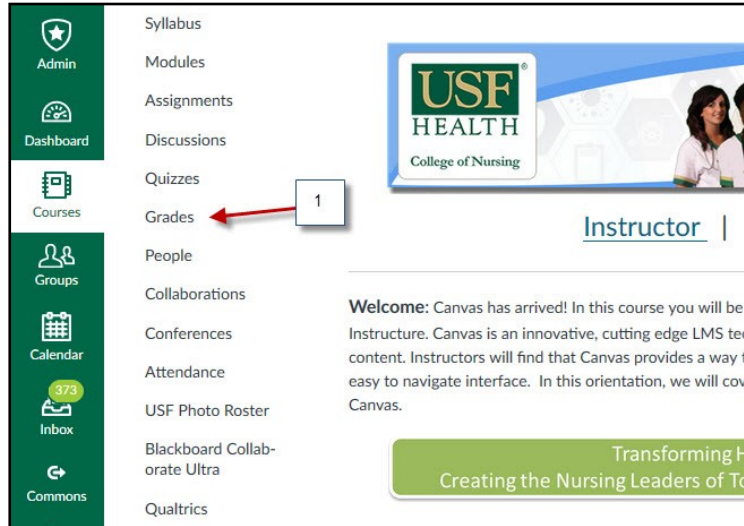 Admin
Dashboard
Courses
Groups
Calendar
373
Inbox
Commons
Syllabus
Modules
Assignments
Discussions
Quizzes
Grades
1
People
Collaborations
Conferences
Attendance
USF Photo Roster
Blackboard Collab-
orate Ultra
Qualtrics
USF®
HEALTH
College of Nursing
Instructor |
Welcome: Canvas has arrived! In this course you will be
Instructure. Canvas is an innovative, cutting edge LMS
content. Instructors will find that Canvas provides a way
easy to navigate interface. In this orientation, we will
Canvas.
Transforming
Creating the Nursing Leaders of